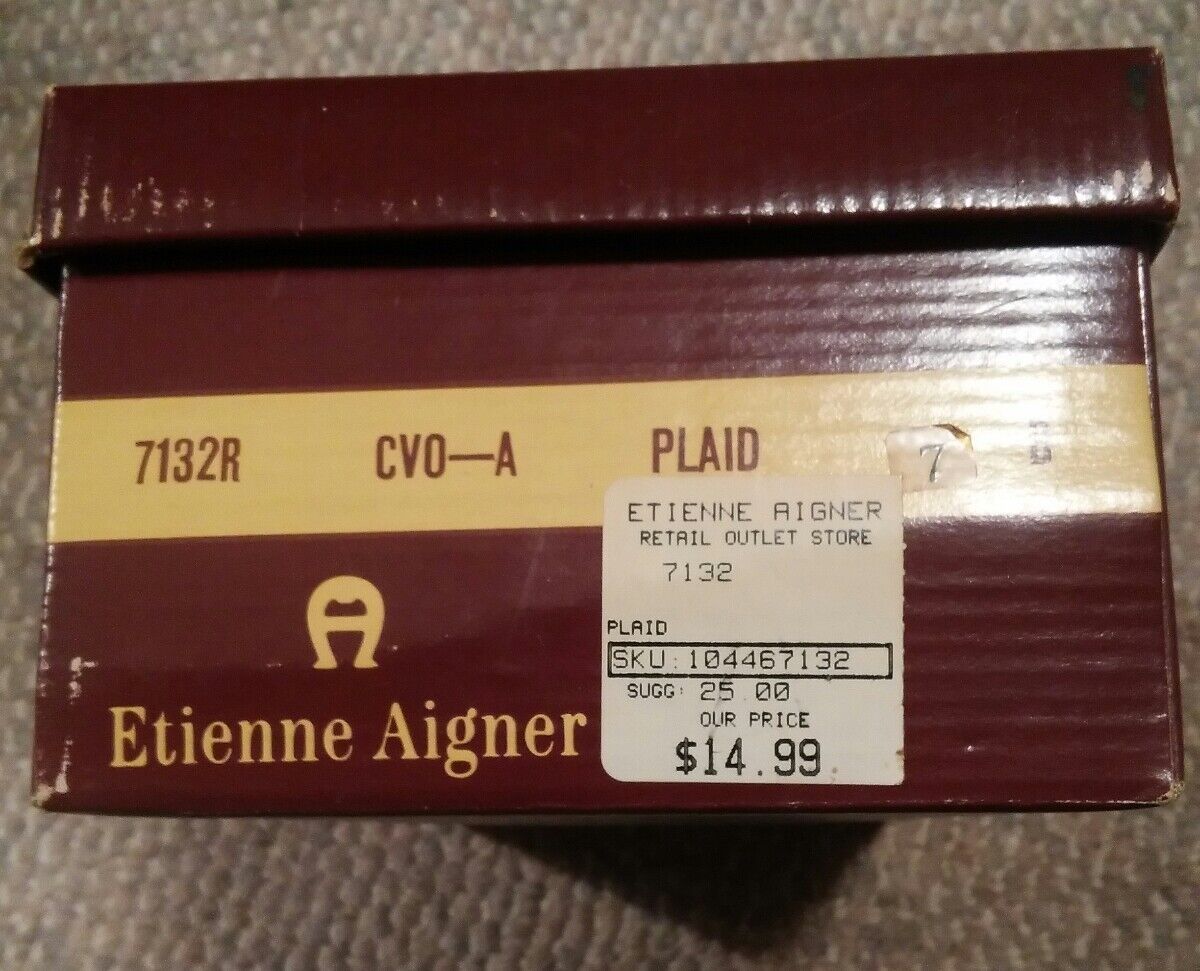 7132R CVO—A PLAID 7
ETIENNE AIGNER
RETAIL OUTLET STORE
7132
PLAID
SKU: 104467132
SUGG: 25.00
OUR PRICE
$14.99
Etienne Aigner